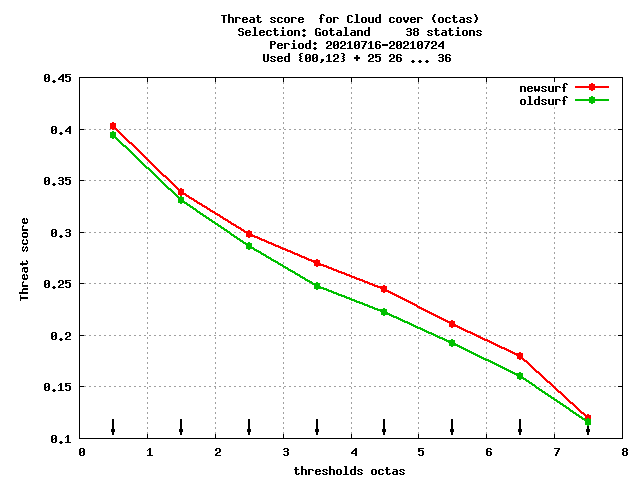 Threat score  for Cloud cover (octas)
Selection: Gotaland     38 stations
Period: 20210716-20210724
Used {00,12} + 25 26 ... 36
0.45
newsurf
oldsurf
0.4
0.35
0.3
0.25
0.2
0.15
0.1
Threat score
0 1 2 3 4 5 6 7 8
thresholds octas